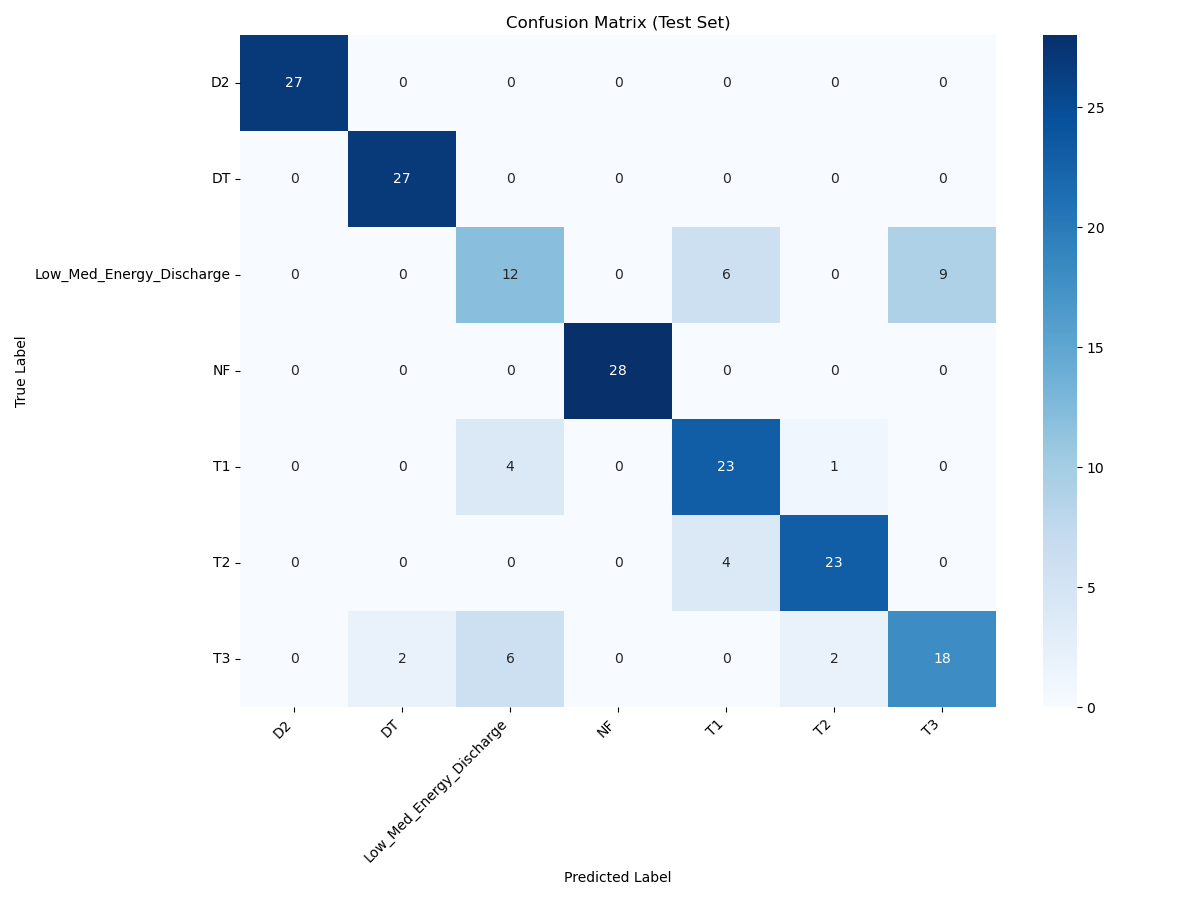 Confusion Matrix (Test Set)
D2 27 0 0 0 0 0 0
DT 0 27 0 0 0 0 0
Low_Med_Energy_Discharge 0 0 12 0 6 0 9
NF 0 0 0 28 0 0 0
T1 0 0 4 0 23 1 0
T2 0 0 0 0 4 23 0
T3 0 2 6 0 0 2 18
True Label
D2 DT Low_Med_Energy_Discharge NF T1 T2 T3
Predicted Label
25
20
15
10
5
0